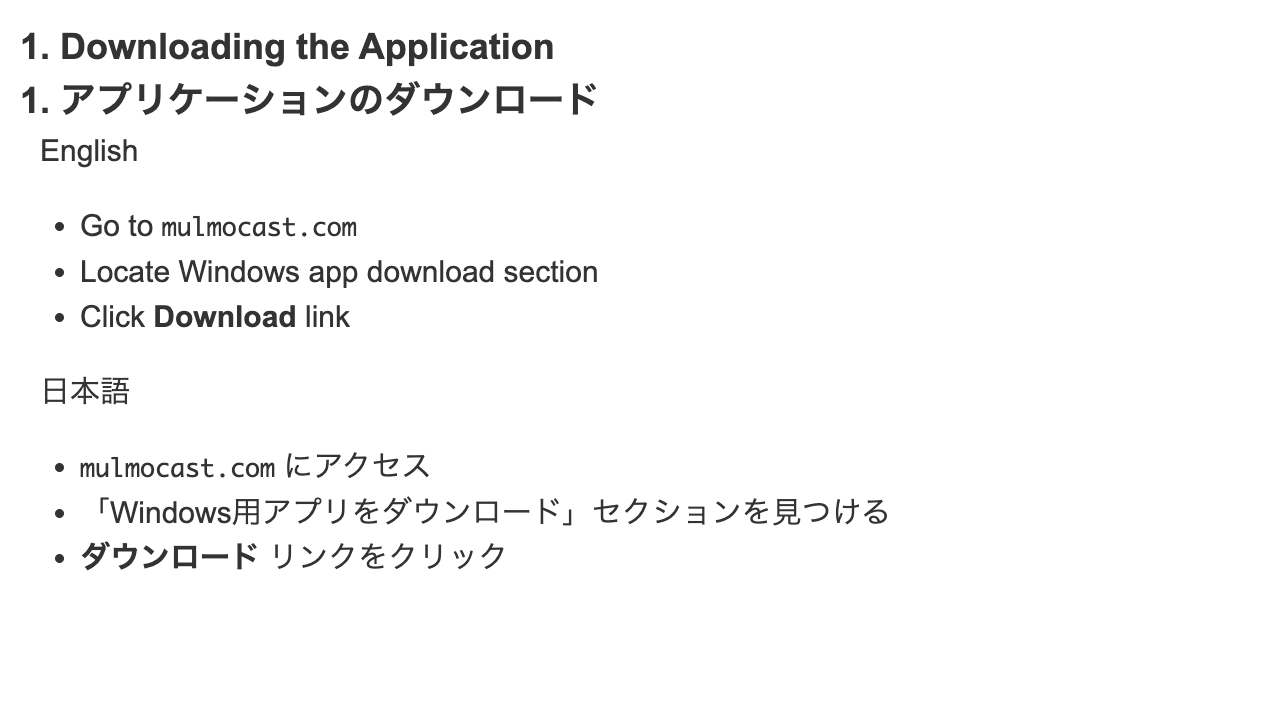 1. Downloading the Application
1. アプリケーションのダウンロード
English
• Go to mulmocast.com
• Locate Windows app download section
• Click Download link
日本語
• mulmocast.com にアクセス
• 「Windows用アプリをダウンロード」セクションを見つける
• ダウンロード リンクをクリック